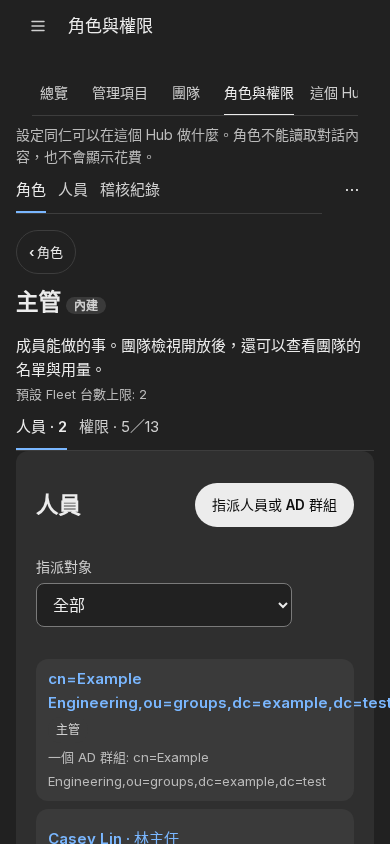 角色與權限
總覽 管理項目 團隊 角色與權限 這個 Hu
設定同仁可以在這個 Hub 做什麼。角色不能讀取對話內
容，也不會顯示花費。
角色 人員 稽核紀錄 ···
‹ 角色
主管 內建
成員能做的事。團隊檢視開放後，還可以查看團隊的
名單與用量。
預設 Fleet 台數上限: 2
人員 · 2 權限 · 5／13
人員 指派人員或 AD 群組
指派對象
全部
cn=Example
Engineering,ou=groups,dc=example,dc=test
主管
一個 AD 群組: cn=Example
Engineering,ou=groups,dc=example,dc=test
Casey Lin · 林主任